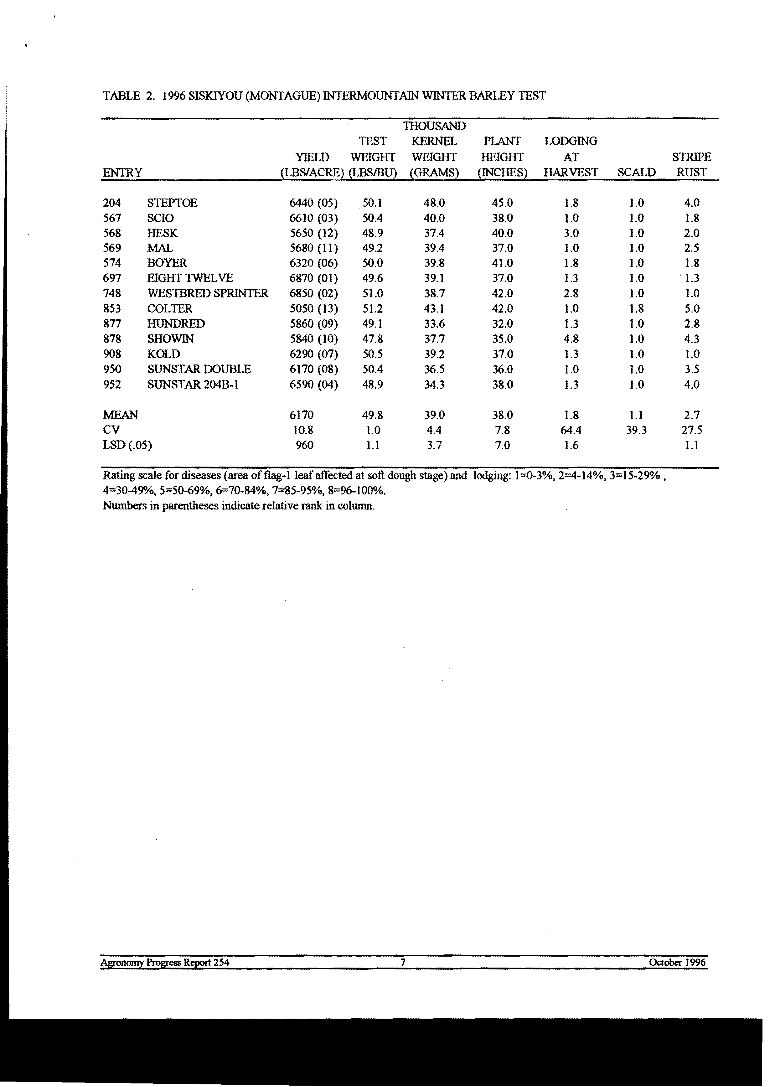 TABLE 2. 1996 SISKIYOU (MONTAGUE) INTERMOUNTAIN WINTER BARLEY TEST
THOUSAND
TEST KERNEL PLANT LODGING
YIELD WEIGHT WEIGHT HEIGHT AT STRIPE
ENTRY (LBS/ACRE) (LBS/BU) (GRAMS) (INCHES) HARVEST SCALD RUST
204 STEPTOE 6440 (05) 50.1 48.0 45.0 1.8 1.0 4.0
567 SCIO 6610 (03) 50.4 40.0 38.0 1.0 1.0 1.8
568 HESK 5650 (12) 48.9 37.4 40.0 3.0 1.0 2.0
569 MAL 5680 (11) 49.2 39.4 37.0 1.0 1.0 2.5
574 BOYER 6320 (06) 50.0 39.8 41.0 1.8 1.0 1.8
697 EIGHT TWELVE 6870 (01) 49.6 39.1 37.0 1.3 1.0 1.3
748 WESTBRED SPRINTER 6850 (02) 51.0 38.7 42.0 2.8 1.0 1.0
853 COLTER 5050 (13) 51.2 43.1 42.0 1.0 1.8 5.0
877 HUNDRED 5860 (09) 49.1 33.6 32.0 1.3 1.0 2.8
878 SHOWIN 5840 (10) 47.8 37.7 35.0 4.8 1.0 4.3
908 KOLD 6290 (07) 50.5 39.2 37.0 1.3 1.0 1.0
950 SUNSTAR DOUBLE 6170 (08) 50.4 36.5 36.0 1.0 1.0 3.5
952 SUNSTAR 204B-1 6590 (04) 48.9 34.3 38.0 1.3 1.0 4.0
MEAN 6170 49.8 39.0 38.0 1.8 1.1 2.7
CV 10.8 1.0 4.4 7.8 64.4 39.3 27.5
LSD (.05) 960 1.1 3.7 7.0 1.6 1.1
Rating scale for diseases (area of flag-1 leaf affected at soft dough stage) and lodging: 1=0-3%, 2=4-14%, 3=15-29% ,
4=30-49%, 5=50-69%, 6=70-84%, 7=85-95%, 8=96-100%.
Numbers in parentheses indicate relative rank in column.
Agronomy Progress Report 254 7 October 1996